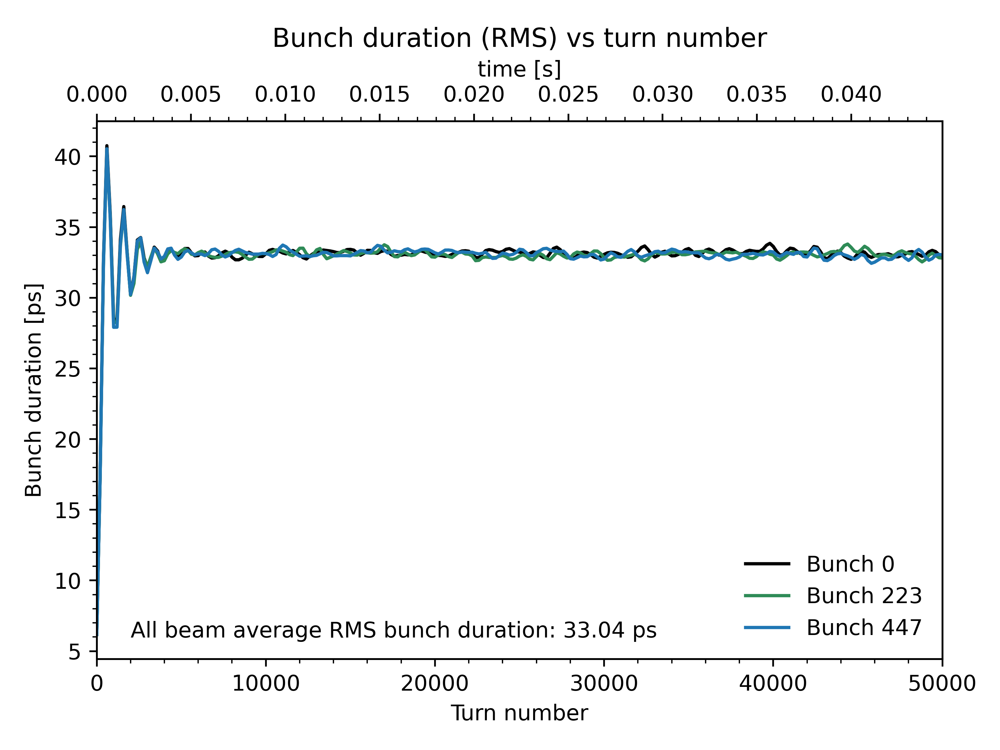 Bunch duration (RMS) vs turn number
time [s]
0.000 0.005 0.010 0.015 0.020 0.025 0.030 0.035 0.040
Bunch duration [ps]
40
35
30
25
20
15
10
5
Bunch 0
Bunch 223
Bunch 447
All beam average RMS bunch duration: 33.04 ps
0 10000 20000 30000 40000 50000
Turn number